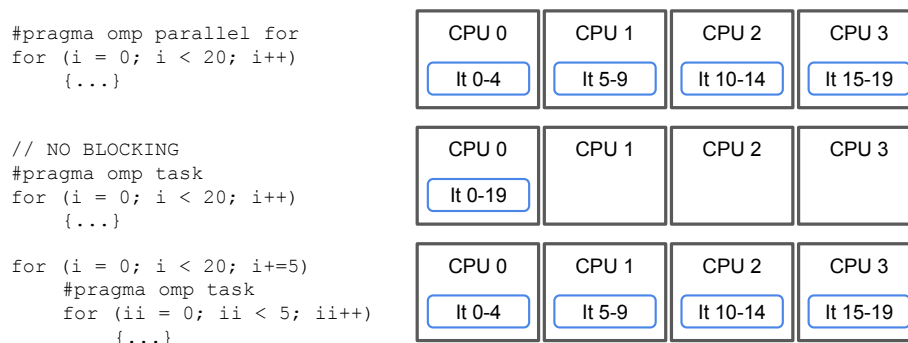 #pragma omp parallel for
for (i = 0; i < 20; i++)
{...}
CPU 0 CPU 1 CPU 2 CPU 3
It 0-4 It 5-9 It 10-14 It 15-19
// NO BLOCKING
#pragma omp task
for (i = 0; i < 20; i++)
{...}
CPU 0 CPU 1 CPU 2 CPU 3
It 0-19
for (i = 0; i < 20; i+=5)
#pragma omp task
for (ii = 0; ii < 5; ii++)
{...}
CPU 0 CPU 1 CPU 2 CPU 3
It 0-4 It 5-9 It 10-14 It 15-19